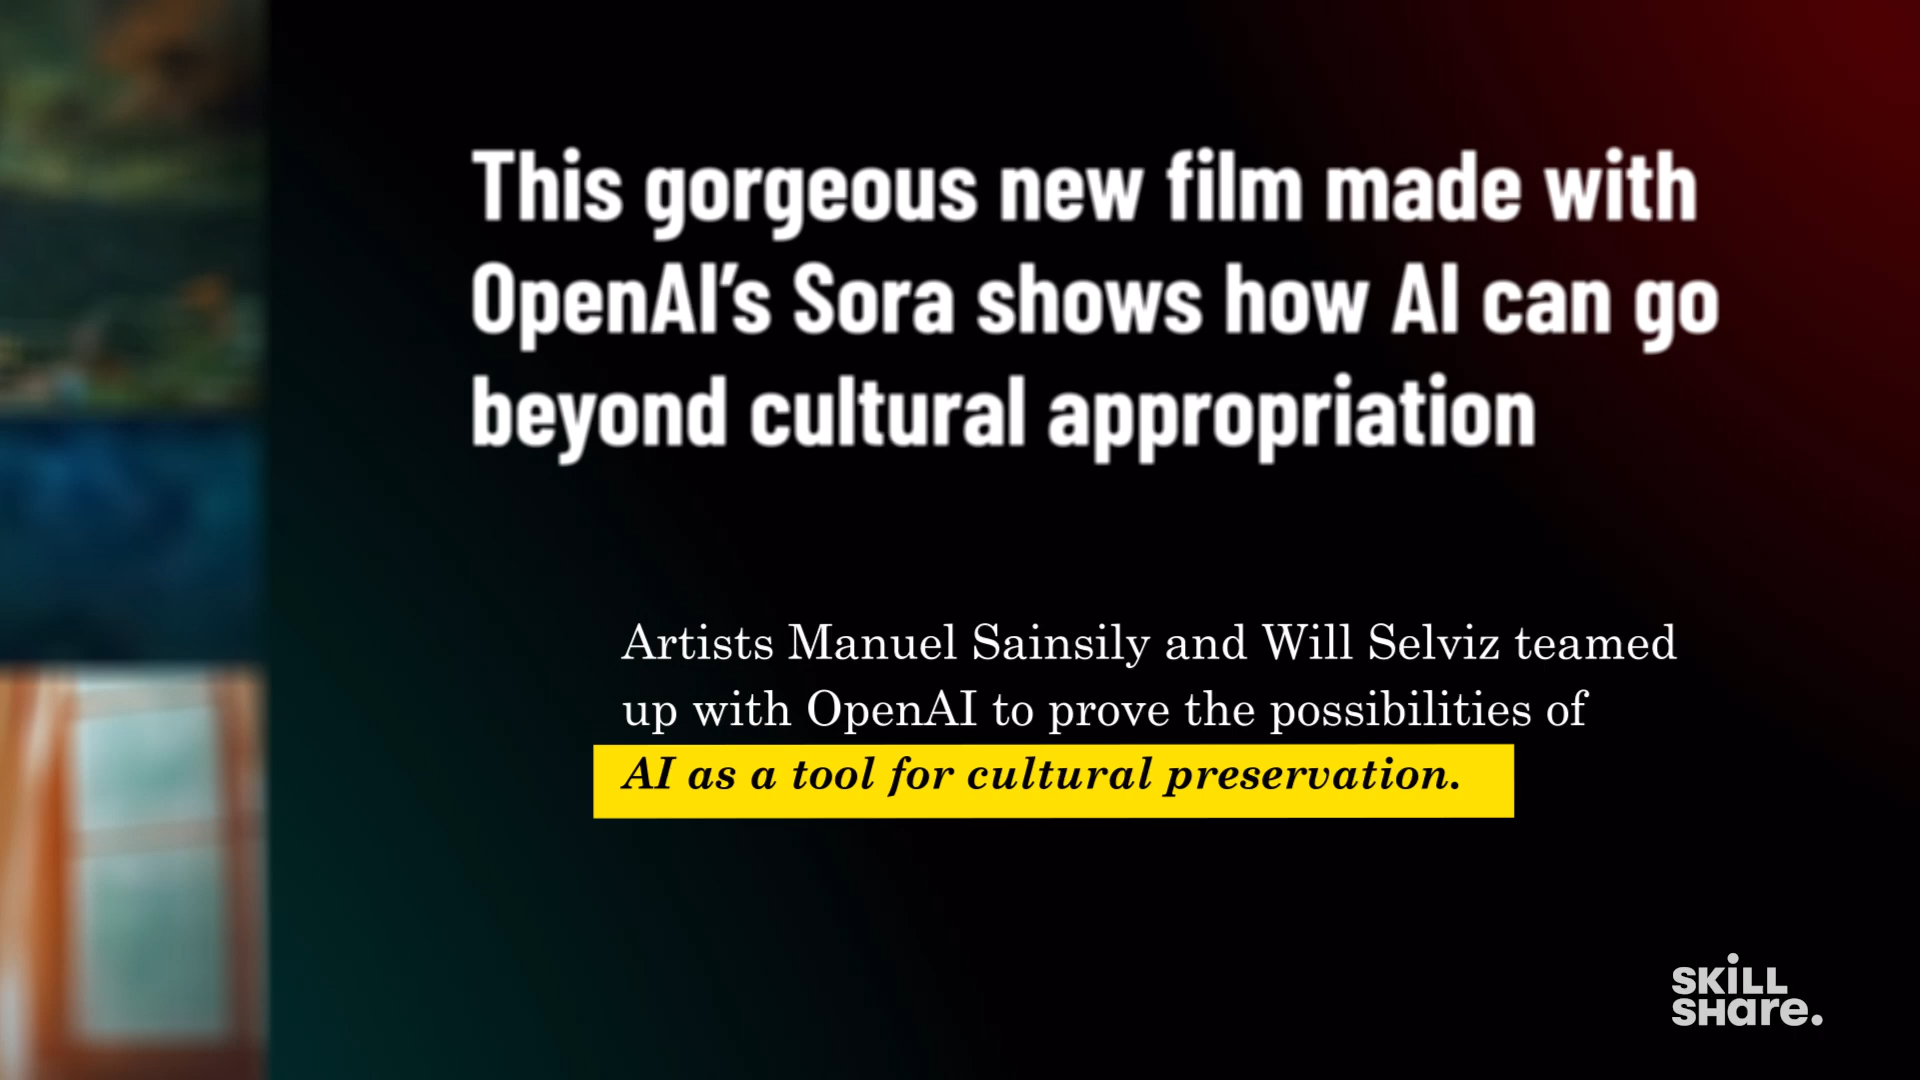 This gorgeous new film made with
OpenAI’s Sora shows how AI can go
beyond cultural appropriation
Artists Manuel Sainsily and Will Selviz teamed
up with OpenAI to prove the possibilities of
AI as a tool for cultural preservation.
SKiLL
SHare.